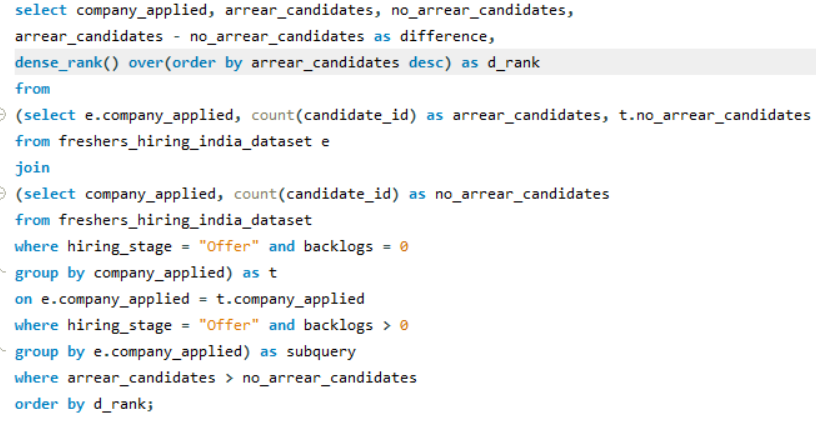 select company_applied, arrear_candidates, no_arrear_candidates,
arrear_candidates - no_arrear_candidates as difference,
dense_rank() over(order by arrear_candidates desc) as d_rank
from
(select e.company_applied, count(candidate_id) as arrear_candidates, t.no_arrear_candidates
from freshers_hiring_india_dataset e
join
(select company_applied, count(candidate_id) as no_arrear_candidates
from freshers_hiring_india_dataset
where hiring_stage = "Offer" and backlogs = 0
group by company_applied) as t
on e.company_applied = t.company_applied
where hiring_stage = "Offer" and backlogs > 0
group by e.company_applied) as subquery
where arrear_candidates > no_arrear_candidates
order by d_rank;